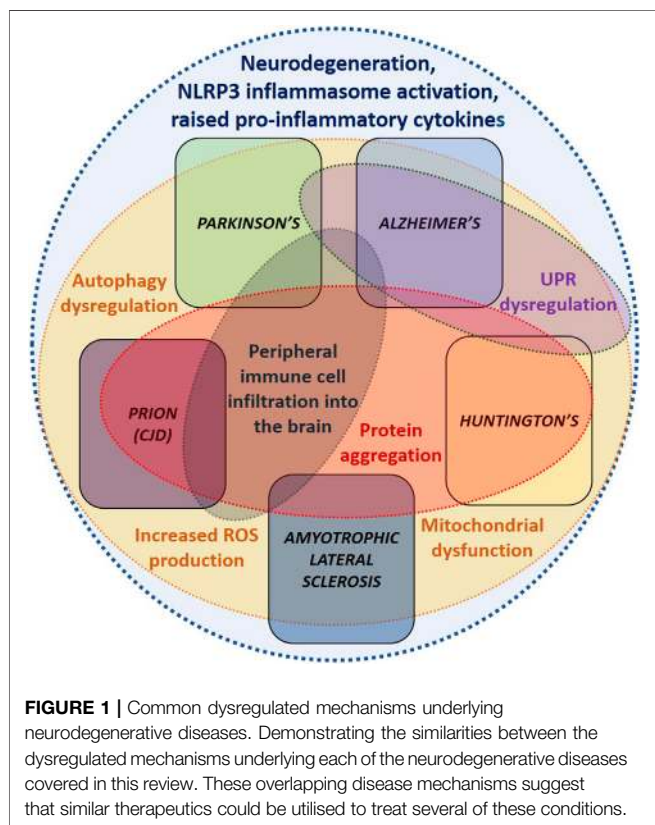 Neurodegeneration,
NLRP3 inflammasome activation,
raised pro-inflammatory cytokines
PARKINSON'S
ALZHEIMER'S
Autophagy
dysregulation
UPR
dysregulation
Peripheral
immune cell
infiltration into
the brain
PRION
(CJD)
Protein
aggregation
HUNTINGTON'S
Increased ROS
production
AMYOTROPHIC
LATERAL
SCLEROSIS
Mitochondrial
dysfunction
FIGURE 1 | Common dysregulated mechanisms underlying
neurodegenerative diseases. Demonstrating the similarities between the
dysregulated mechanisms underlying each of the neurodegenerative diseases
covered in this review. These overlapping disease mechanisms suggest
that similar therapeutics could be utilised to treat several of these conditions.